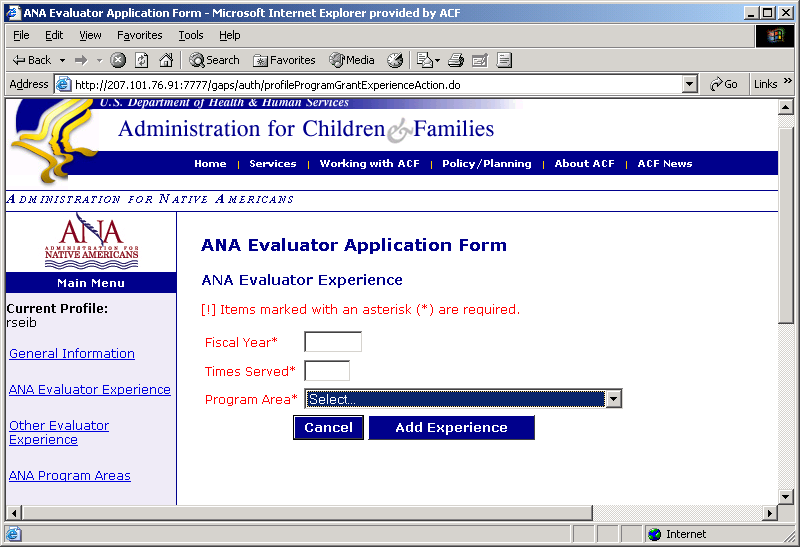 ANA Evaluator Application Form - Microsoft Internet Explorer provided by ACF
File Edit View Favorites Tools Help
Back Search Favorites Media
Address http://207.101.76.91:7777/gaps/auth/profileProgramGrantExperienceAction.do Go Links »
U.S. Department of Health & Human Services
Administration for Children & Families
Home | Services | Working with ACF | Policy/Planning | About ACF | ACF News
ADMINISTRATION FOR NATIVE AMERICANS
ANA
ADMINISTRATION FOR
NATIVE AMERICANS
Main Menu
Current Profile:
rseib
General Information
ANA Evaluator Experience
Other Evaluator
Experience
ANA Program Areas
ANA Evaluator Application Form
ANA Evaluator Experience
[!] Items marked with an asterisk (*) are required.
Fiscal Year*
Times Served*
Program Area* Select...
Cancel Add Experience
Internet